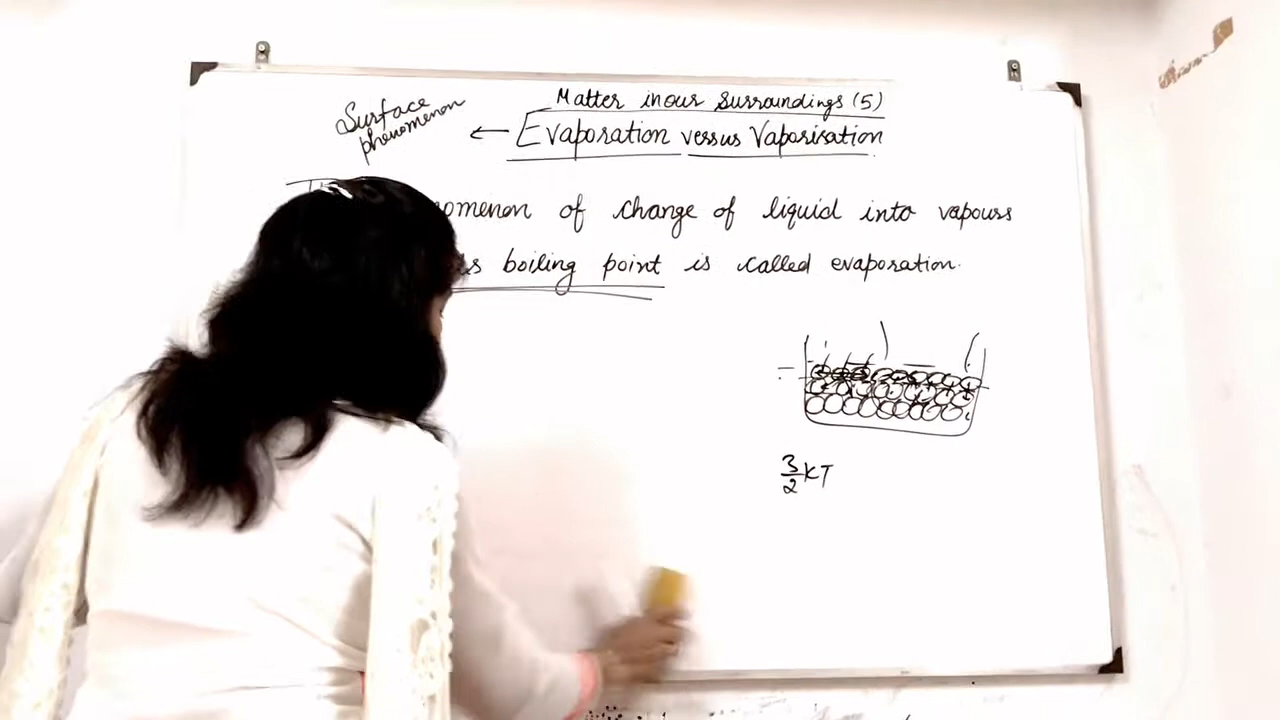 Matter in our Surroundings (5)
Surface
phenomenon
← Evaporation versus Vaporisation
of change of liquid into vapours
boiling point is called evaporation.
3/2 KT